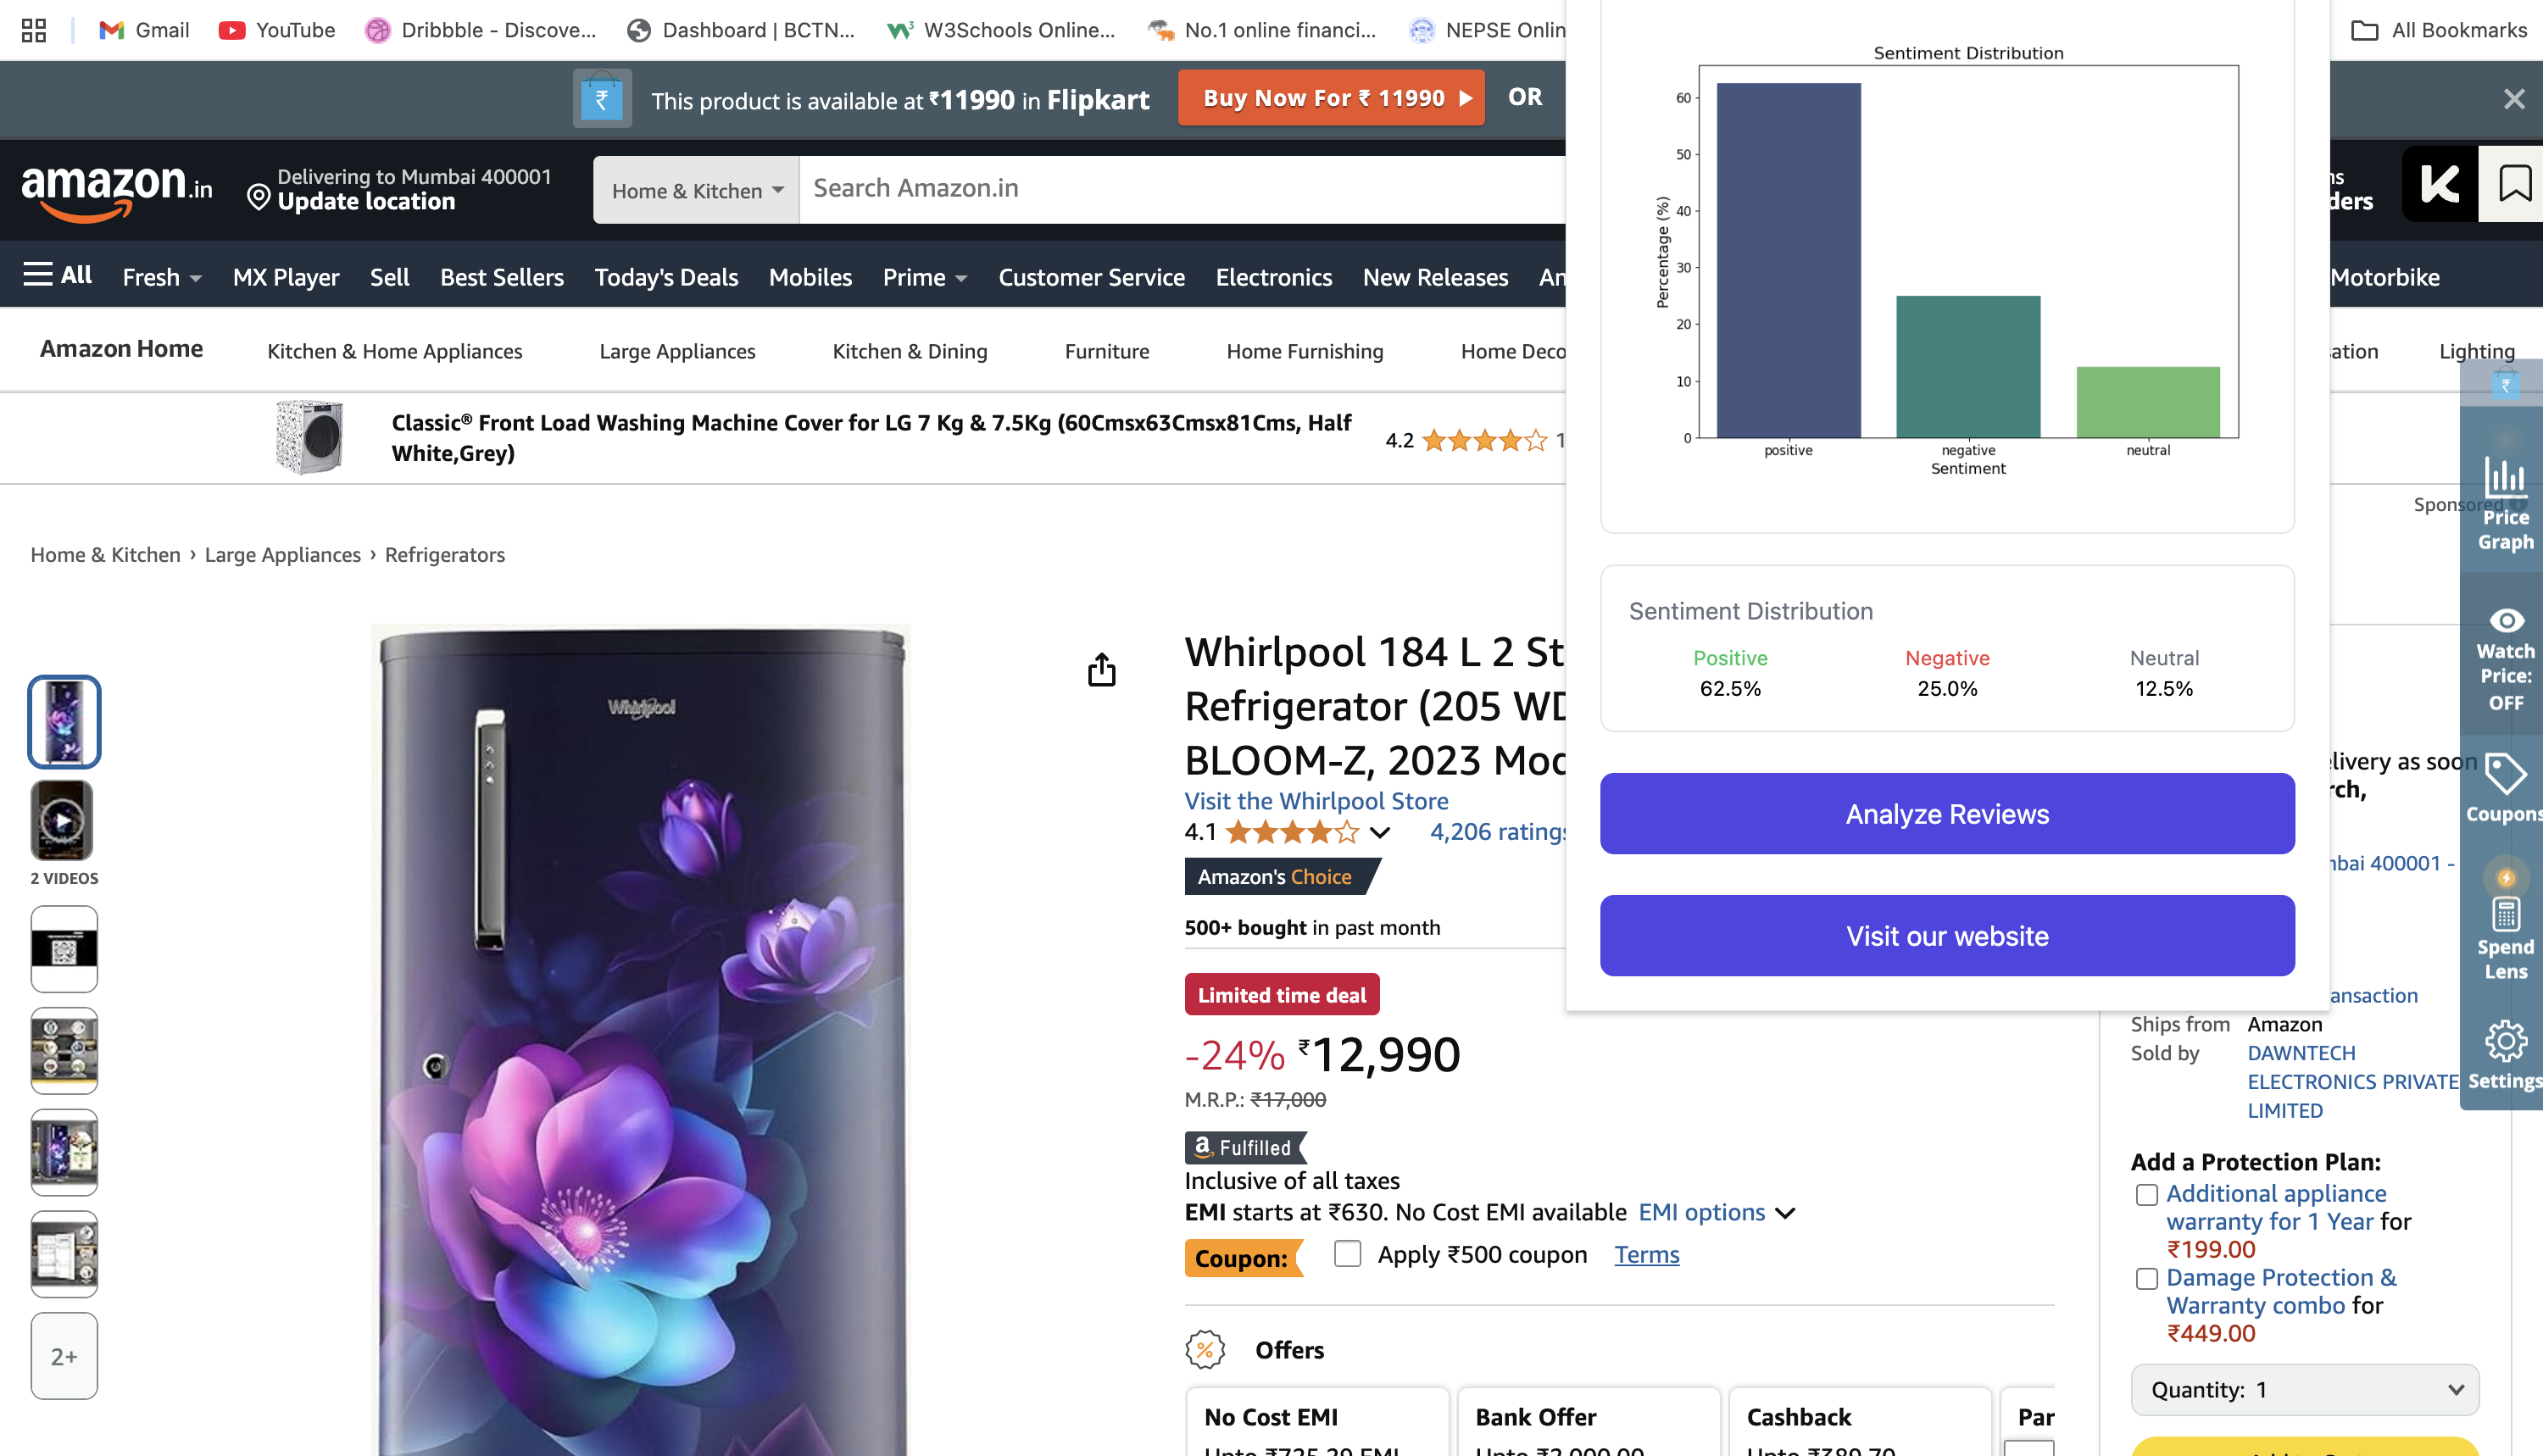 Gmail
YouTube
Dribbble - Discove...
Dashboard | BCTN...
W3Schools Online...
No.1 online financi...
NEPSE Onlin
All Bookmarks
This product is available at ₹11990 in Flipkart
Buy Now For ₹ 11990
OR
amazon.in
Delivering to Mumbai 400001
Update location
Home & Kitchen
Search Amazon.in
ns
ders
All
Fresh
MX Player
Sell
Best Sellers
Today's Deals
Mobiles
Prime
Customer Service
Electronics
New Releases
An
Motorbike
Amazon Home
Kitchen & Home Appliances
Large Appliances
Kitchen & Dining
Furniture
Home Furnishing
Home Deco
ation
Lighting
Classic® Front Load Washing Machine Cover for LG 7 Kg & 7.5Kg (60Cmsx63Cmsx81Cms, Half
White,Grey)
4.2
1
Sponsored
Home & Kitchen › Large Appliances › Refrigerators
Whirlpool
2 VIDEOS
2+
Whirlpool 184 L 2 St
Refrigerator (205 WD
BLOOM-Z, 2023 Mod
Visit the Whirlpool Store
4.1
4,206 ratings
Amazon's Choice
500+ bought in past month
Limited time deal
-24% ₹12,990
M.R.P.: ₹17,000
a Fulfilled
Inclusive of all taxes
EMI starts at ₹630. No Cost EMI available EMI options
Coupon:
Apply ₹500 coupon
Terms
Offers
No Cost EMI
Bank Offer
Cashback
Par
Sentiment Distribution
Percentage (%)
60
50
40
30
20
10
0
positive
negative
neutral
Sentiment
Sentiment Distribution
Positive
Negative
Neutral
62.5%
25.0%
12.5%
Analyze Reviews
Visit our website
elivery as soon
rch,
nbai 400001 -
ansaction
Ships from Amazon
Sold by DAWNTECH
ELECTRONICS PRIVATE
LIMITED
Add a Protection Plan:
Additional appliance
warranty for 1 Year for
₹199.00
Damage Protection &
Warranty combo for
₹449.00
Quantity: 1
Price
Graph
Watch
Price:
OFF
Coupons
Spend
Lens
Settings